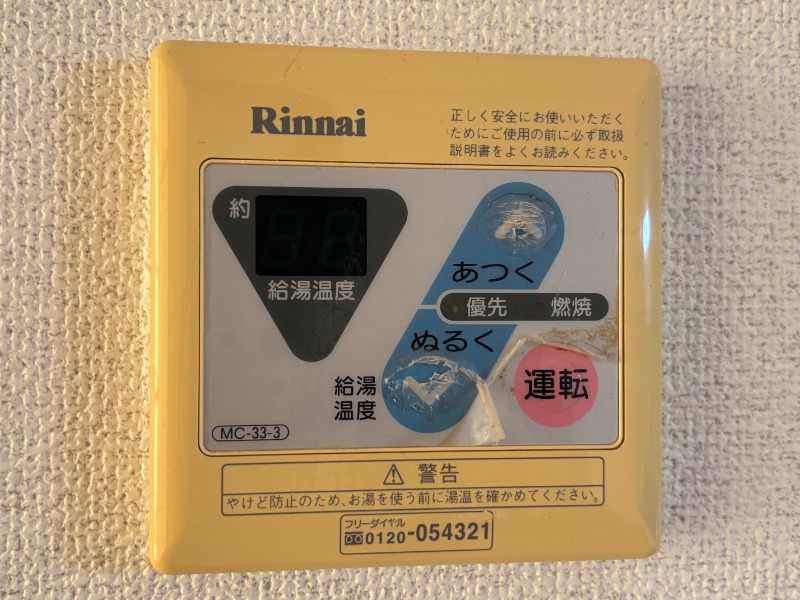 Rinnai
正しく安全にお使いいただく
ためにご使用の前に必ず取扱
説明書をよくお読みください。
約
給湯温度
あつく
優先 燃焼
ぬるく
給湯
温度
運転
MC-33-3
⚠ 警告
やけど防止のため、お湯を使う前に湯温を確かめてください。
フリーダイヤル
0120-054321